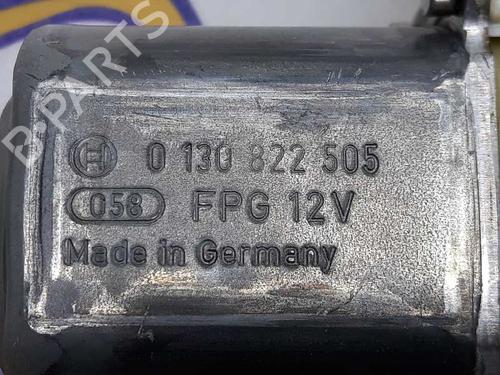 0 130 822 505
058 FPG 12V
Made in Germany
B-PARTS